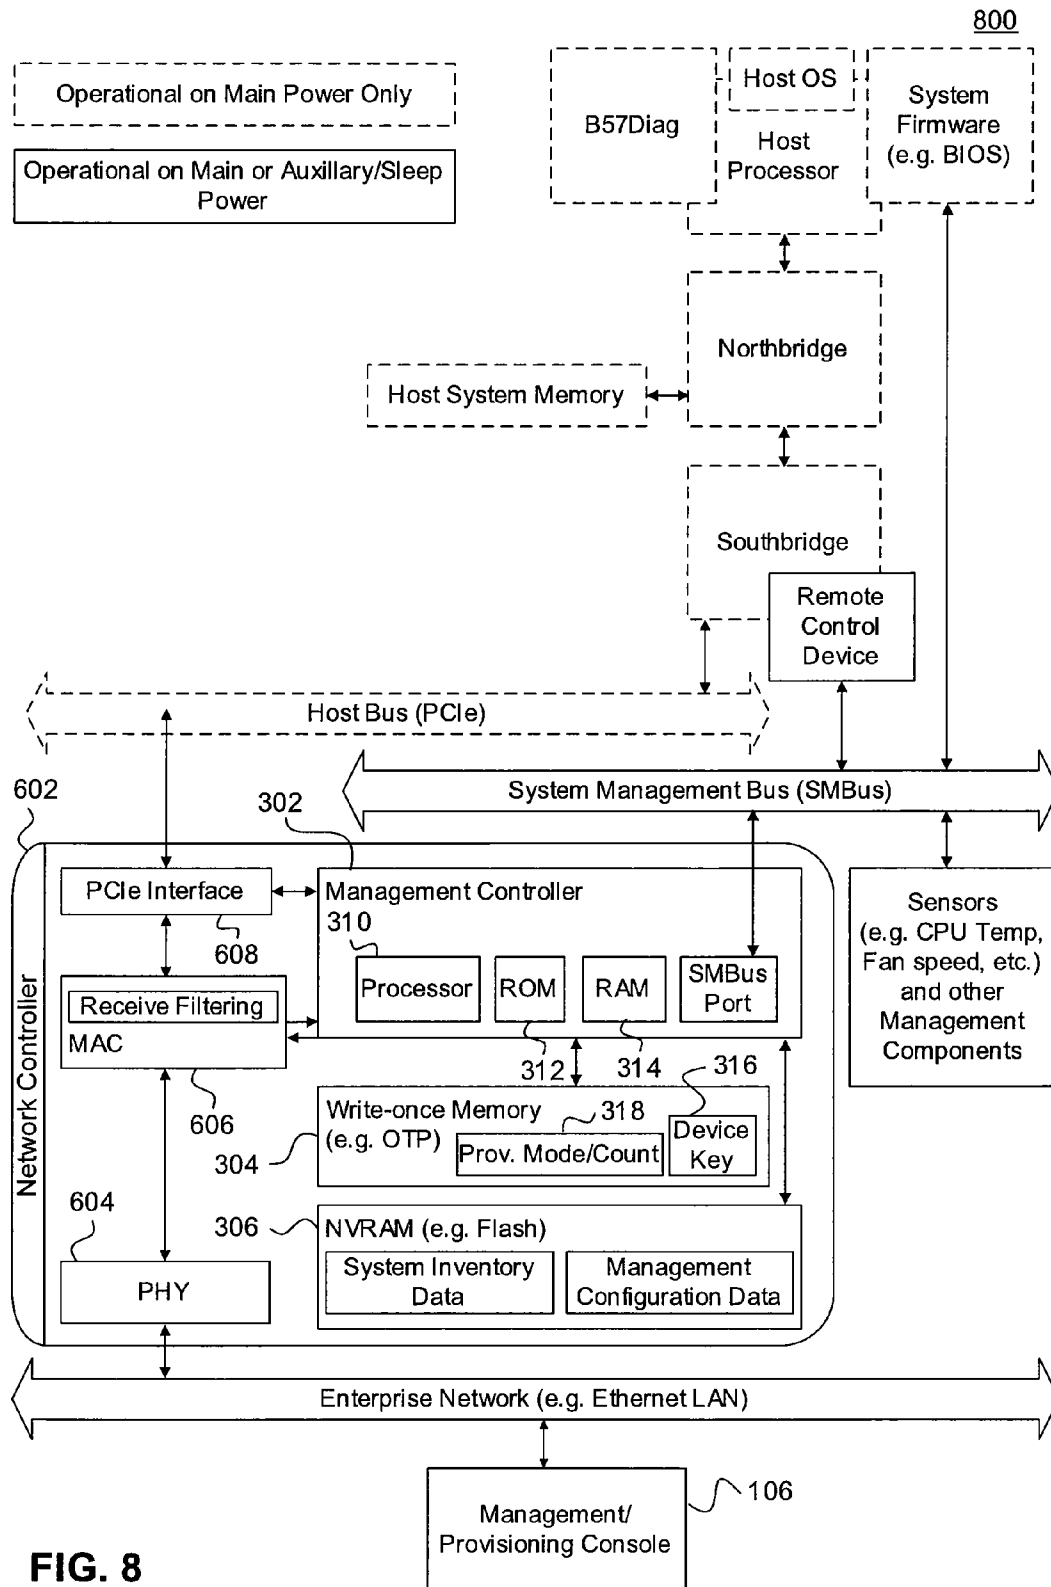 800
Operational on Main Power Only
Operational on Main or Auxillary/Sleep
Power
B57Diag
Host OS
Host
Processor
System
Firmware
(e.g. BIOS)
Northbridge
Host System Memory
Southbridge
Remote
Control
Device
Host Bus (PCIe)
System Management Bus (SMBus)
602
302
Network Controller
PCIe Interface
608
Management Controller
310
Processor
ROM
RAM
SMBus
Port
312
314
316
Sensors
(e.g. CPU Temp,
Fan speed, etc.)
and other
Management
Components
Receive Filtering
MAC
606
Write-once Memory
(e.g. OTP)
318
304
Prov. Mode/Count
Device
Key
604
PHY
306
NVRAM (e.g. Flash)
System Inventory
Data
Management
Configuration Data
Enterprise Network (e.g. Ethernet LAN)
Management/
Provisioning Console
106
FIG. 8